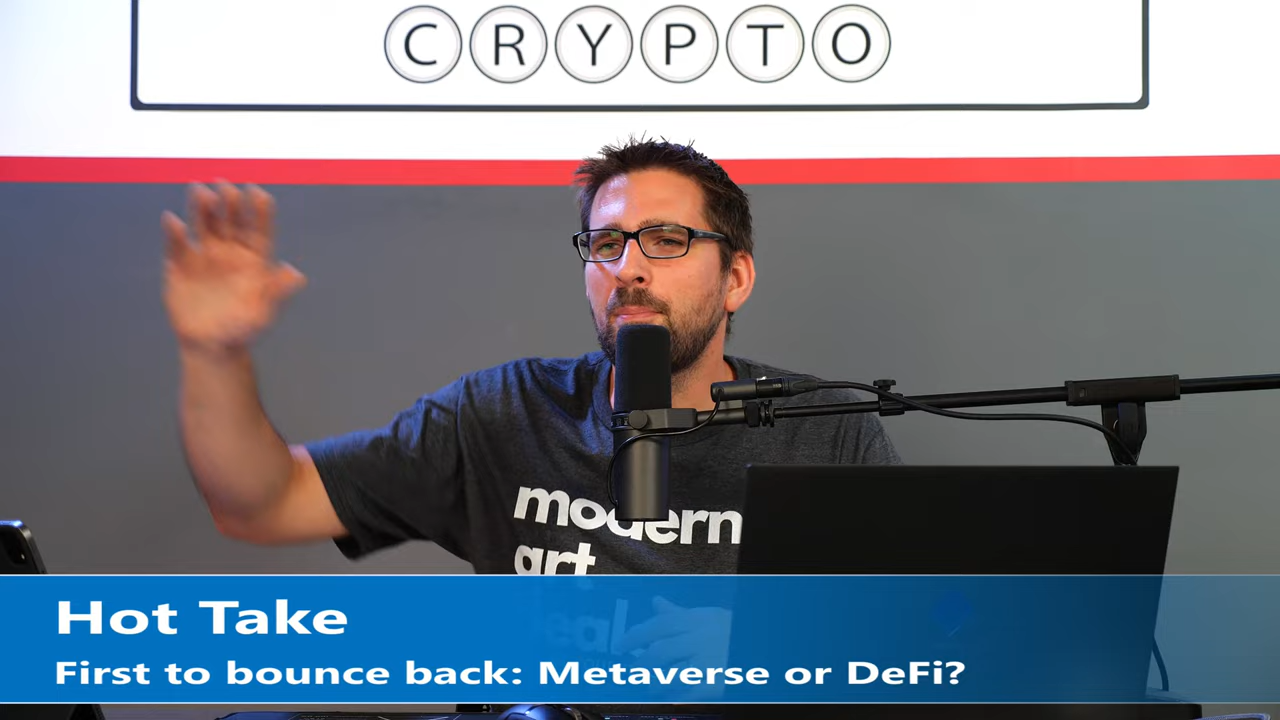 CRYPTO
modern
art
Hot Take
First to bounce back: Metaverse or DeFi?